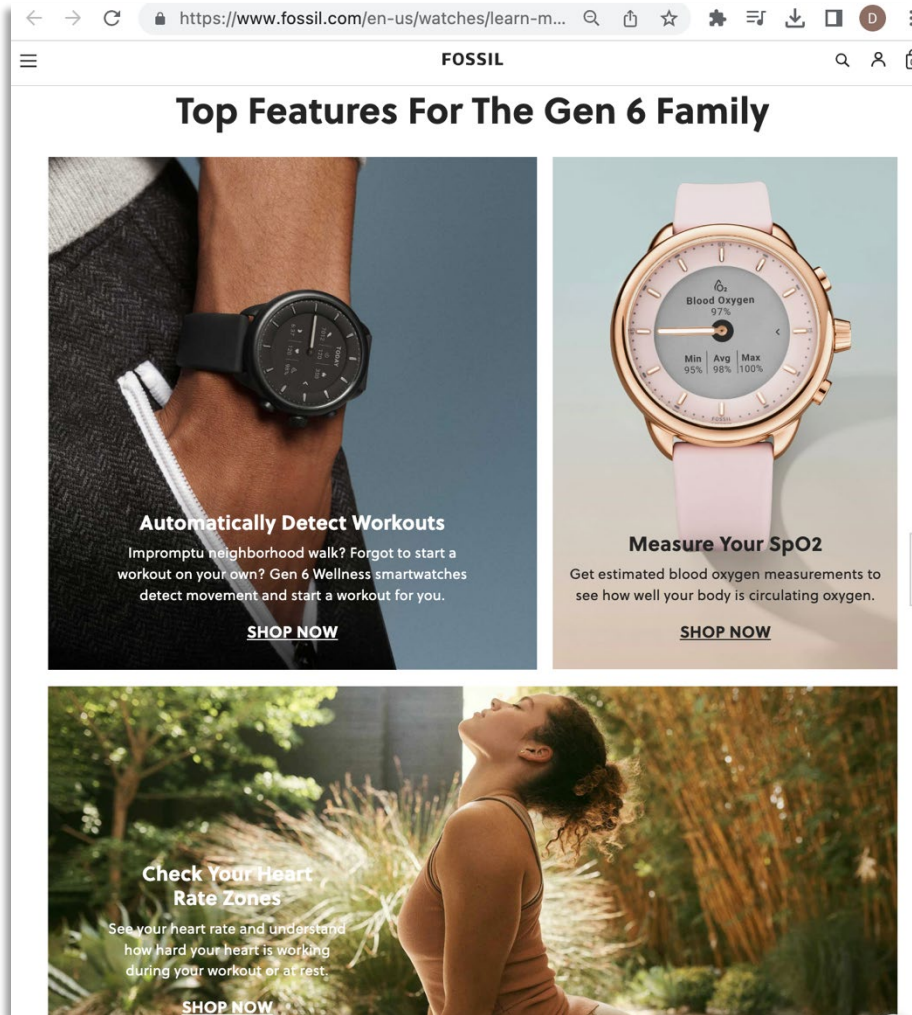 https://www.fossil.com/en-us/watches/learn-m...
D
FOSSIL
Top Features For The Gen 6 Family
TODAY
Automatically Detect Workouts
Impromptu neighborhood walk? Forgot to start a
workout on your own? Gen 6 Wellness smartwatches
detect movement and start a workout for you.
SHOP NOW
O₂
Blood Oxygen
97%
Min | Avg | Max
95% | 98% | 100%
FOSSIL
Measure Your SpO2
Get estimated blood oxygen measurements to
see how well your body is circulating oxygen.
SHOP NOW
Check Your Heart
Rate Zones
See your heart rate and understand
how hard your heart is working
during your workout or at rest.
SHOP NOW